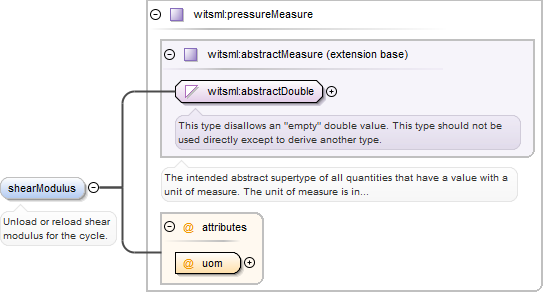 witsml:pressureMeasure
witsml:abstractMeasure (extension base)
witsml:abstractDouble
This type disallows an "empty" double value. This type should not be
used directly except to derive another type.
The intended abstract supertype of all quantities that have a value with a
unit of measure. The unit of measure is in...
shearModulus
Unload or reload shear
modulus for the cycle.
@ attributes
@ uom